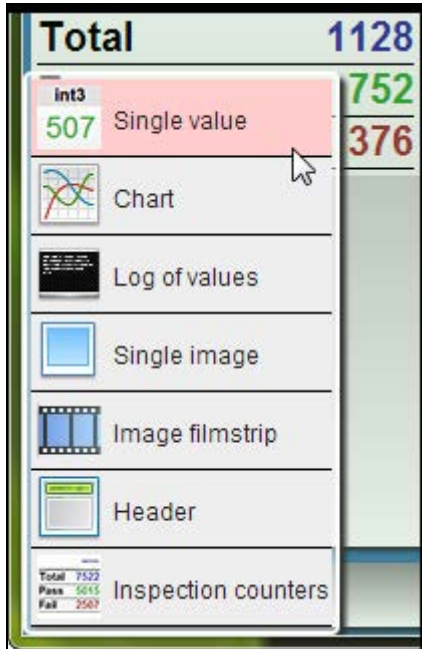 Total 1128
752
376
int3
507 Single value
Chart
Log of values
Single image
Image filmstrip
Header
Total 7522
Pass 5015
Fail 2507
Inspection counters